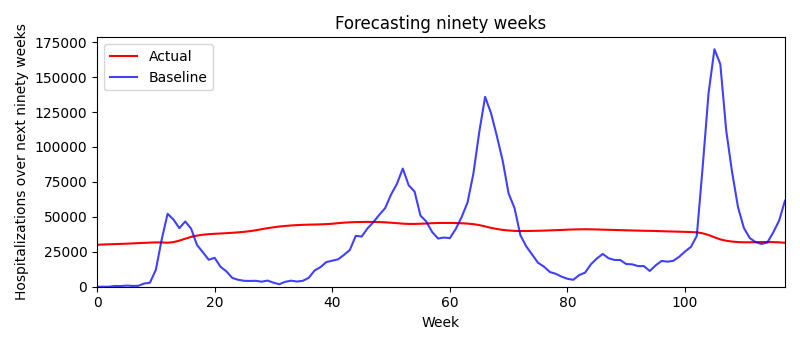 Forecasting ninety weeks
Hospitalizations over next ninety weeks
175000
150000
125000
100000
75000
50000
25000
0
Actual
Baseline
0 20 40 60 80 100
Week